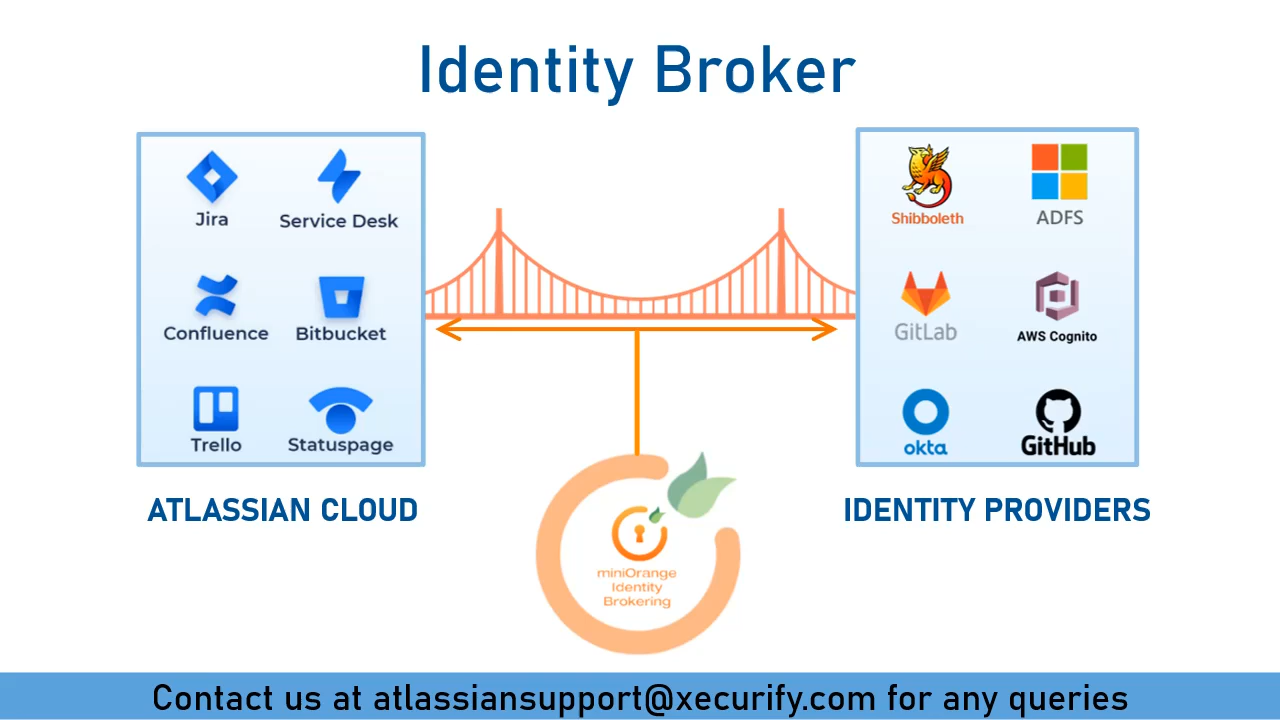 Identity Broker
Jira
Service Desk
Confluence
Bitbucket
Trello
Statuspage
ATLASSIAN CLOUD
Shibboleth
ADFS
GitLab
AWS Cognito
okta
GitHub
IDENTITY PROVIDERS
miniOrange
Identity
Brokering
Contact us at atlassiansupport@xecurify.com for any queries